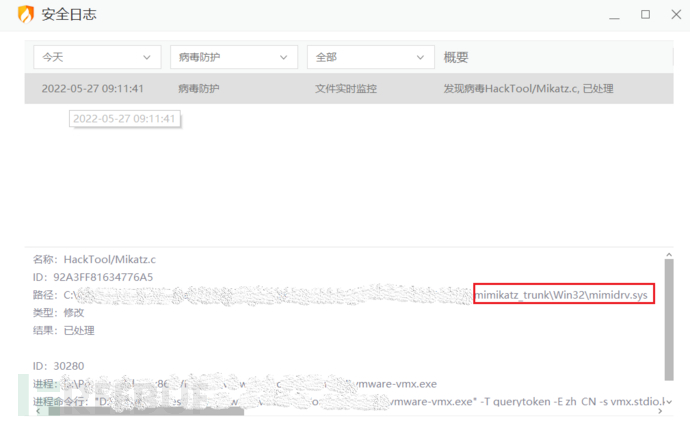 安全日志
今天 病毒防护 全部 概要
2022-05-27 09:11:41 病毒防护 文件实时监控 发现病毒HackTool/Mikatz.c, 已处理
2022-05-27 09:11:41
名称：HackTool/Mikatz.c
ID：92A3FF81634776A5
路径：C:\ mimikatz_trunk\Win32\mimidrv.sys
类型：修改
结果：已处理
ID：30280
进程： vmware-vmx.exe
进程命令行："D: vmware-vmx.exe" -T querytoken -E zh_CN -s vmx.stdio.k